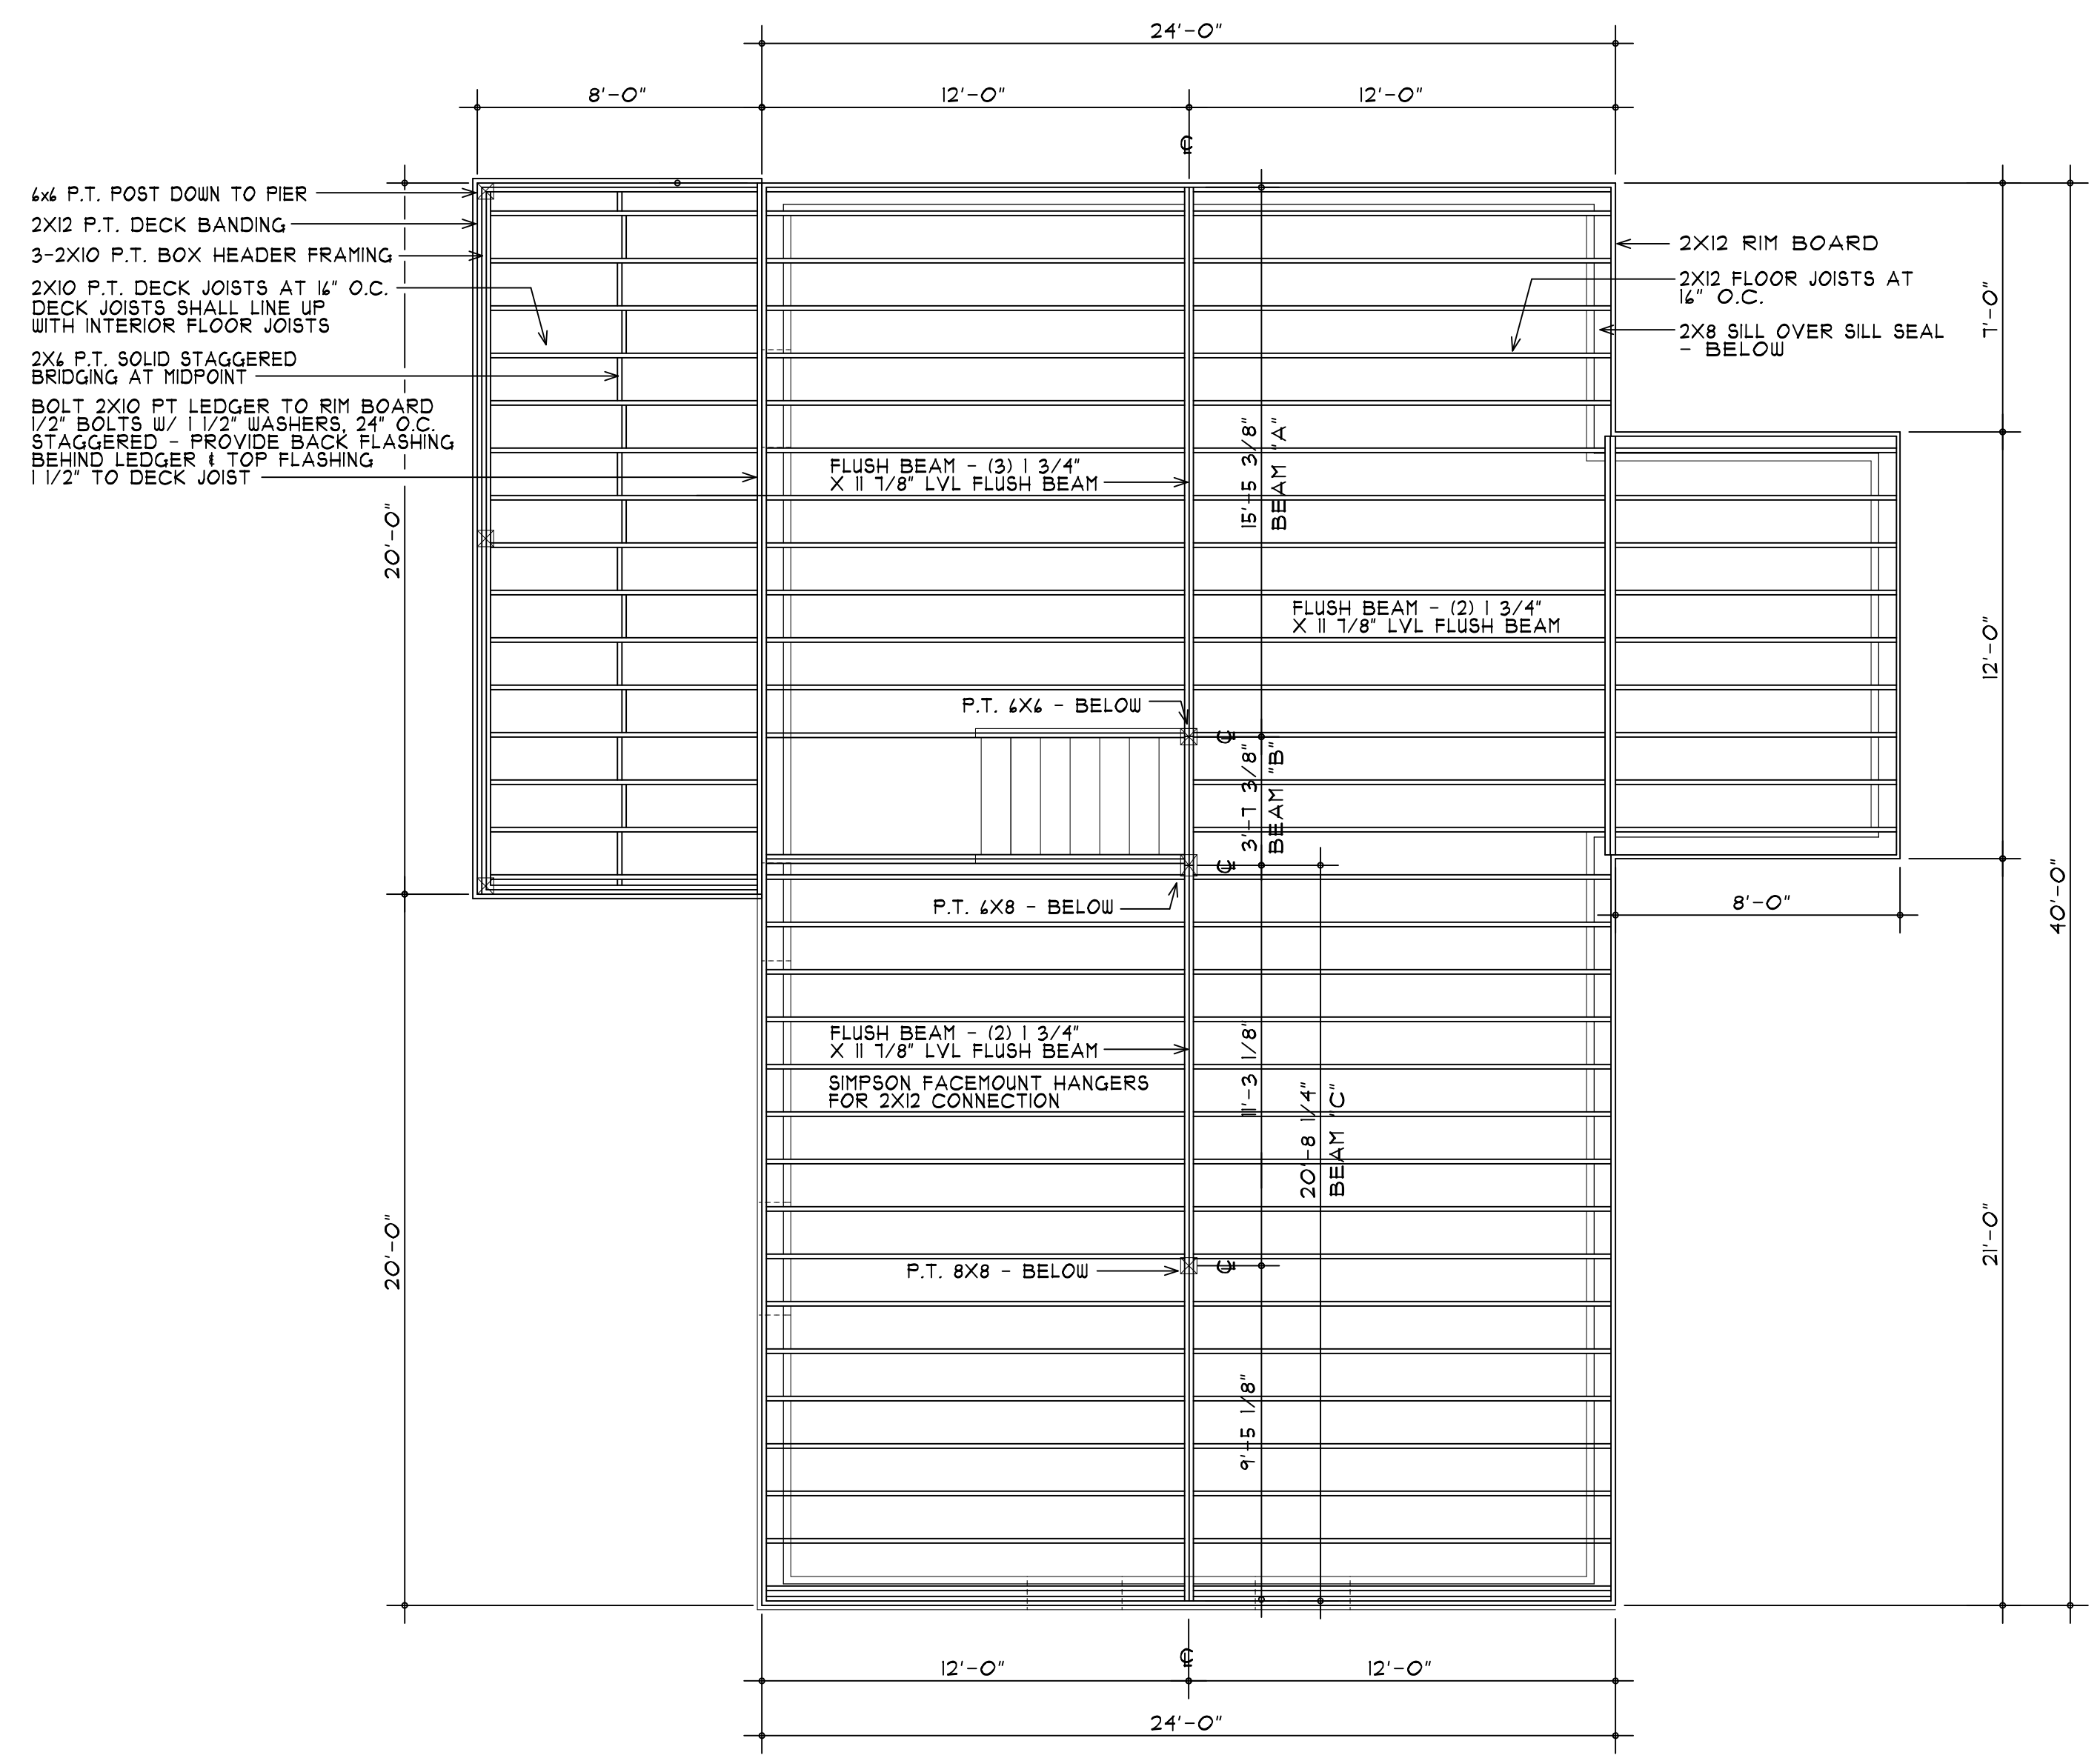 24'-0"
8'-0"
12'-0"
12'-0"
℄
6x6 P.T. POST DOWN TO PIER
2X12 P.T. DECK BANDING
3-2X10 P.T. BOX HEADER FRAMING
2X10 P.T. DECK JOISTS AT 16" O.C.
DECK JOISTS SHALL LINE UP
WITH INTERIOR FLOOR JOISTS
2X6 P.T. SOLID STAGGERED
BRIDGING AT MIDPOINT
BOLT 2X10 PT LEDGER TO RIM BOARD
1/2" BOLTS W/ 1 1/2" WASHERS, 24" O.C.
STAGGERED - PROVIDE BACK FLASHING
BEHIND LEDGER & TOP FLASHING
1 1/2" TO DECK JOIST
20'-0"
20'-0"
FLUSH BEAM - (3) 1 3/4"
X 11 7/8" LVL FLUSH BEAM
15'-5 3/8"
BEAM "A"
FLUSH BEAM - (2) 1 3/4"
X 11 7/8" LVL FLUSH BEAM
P.T. 6X6 - BELOW
℄
3'-7 3/8"
BEAM "B"
℄
P.T. 6X8 - BELOW
FLUSH BEAM - (2) 1 3/4"
X 11 7/8" LVL FLUSH BEAM
SIMPSON FACEMOUNT HANGERS
FOR 2X12 CONNECTION
11'-3 1/8"
20'-8 1/4"
BEAM "C"
P.T. 8X8 - BELOW
℄
9'-5 1/8"
2X12 RIM BOARD
2X12 FLOOR JOISTS AT
16" O.C.
2X8 SILL OVER SILL SEAL
- BELOW
7'-0"
12'-0"
8'-0"
40'-0"
21'-0"
℄
12'-0"
12'-0"
24'-0"